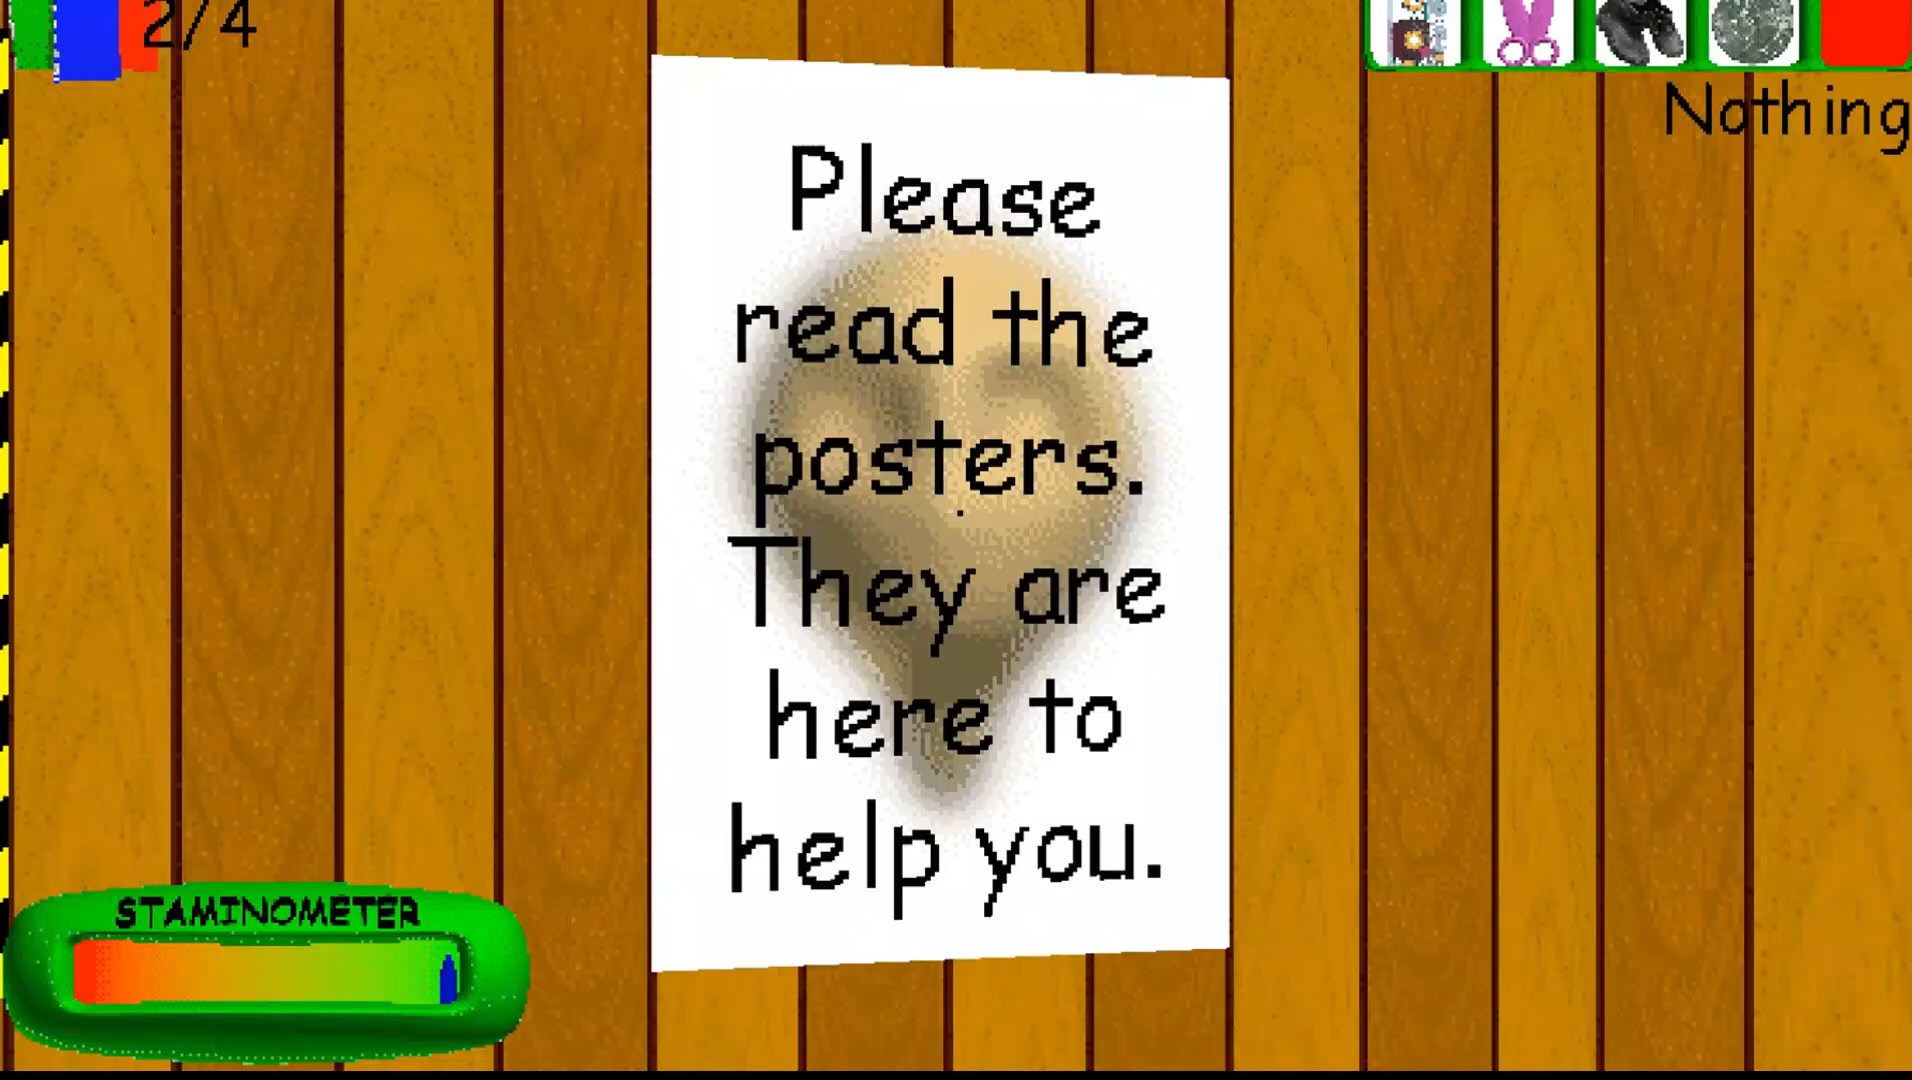 2/4
Nothing
Please
read the
posters.
They are
here to
help you.
STAMINOMETER